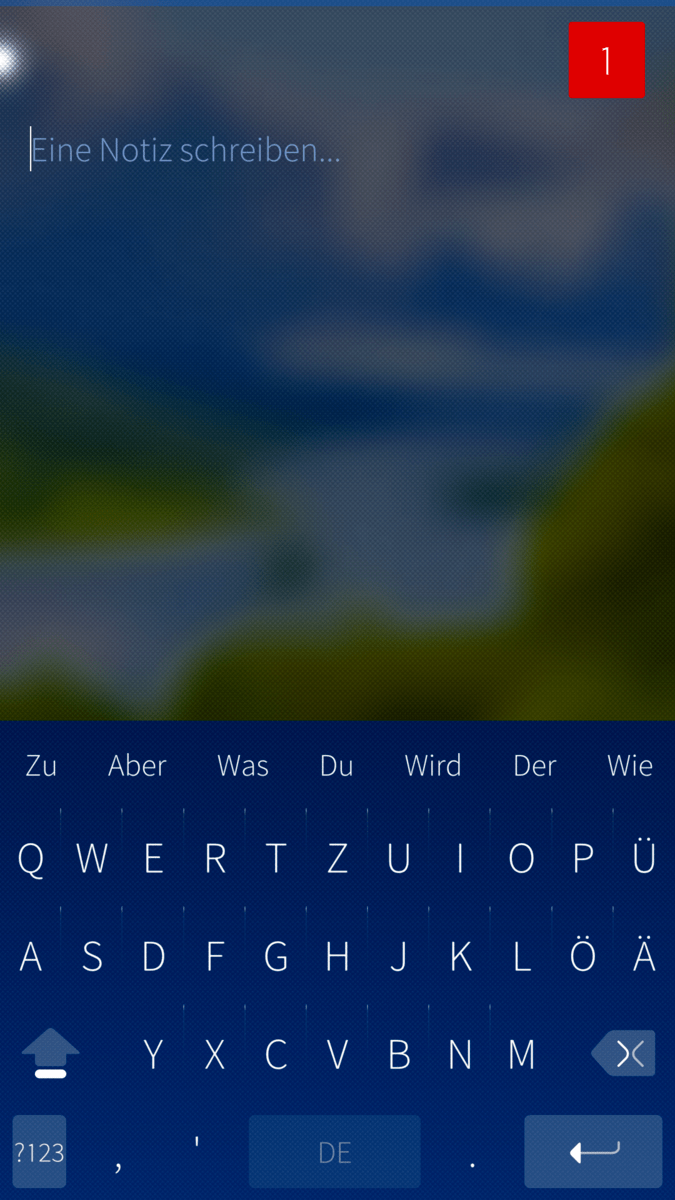 1
Eine Notiz schreiben...
Zu Aber Was Du Wird Der Wie
Q W E R T Z U I O P Ü
A S D F G H J K L Ö Ä
Y X C V B N M
?123 , ' DE .